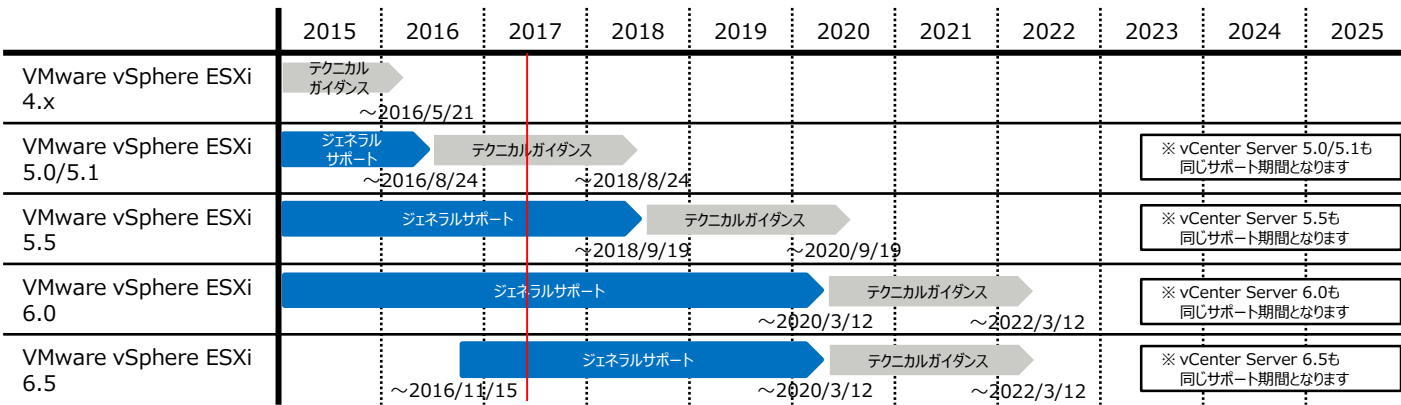 2015 2016 2017 2018 2019 2020 2021 2022 2023 2024 2025
VMware vSphere ESXi
4.x
テクニカル
ガイダンス
～2016/5/21
VMware vSphere ESXi
5.0/5.1
ジェネラル
サポート
テクニカルガイダンス
～2016/8/24
～2018/8/24
※ vCenter Server 5.0/5.1も
同じサポート期間となります
VMware vSphere ESXi
5.5
ジェネラルサポート
テクニカルガイダンス
～2018/9/19
～2020/9/19
※ vCenter Server 5.5も
同じサポート期間となります
VMware vSphere ESXi
6.0
ジェネラルサポート
テクニカルガイダンス
～2020/3/12
～2022/3/12
※ vCenter Server 6.0も
同じサポート期間となります
VMware vSphere ESXi
6.5
ジェネラルサポート
テクニカルガイダンス
～2016/11/15
～2020/3/12
～2022/3/12
※ vCenter Server 6.5も
同じサポート期間となります